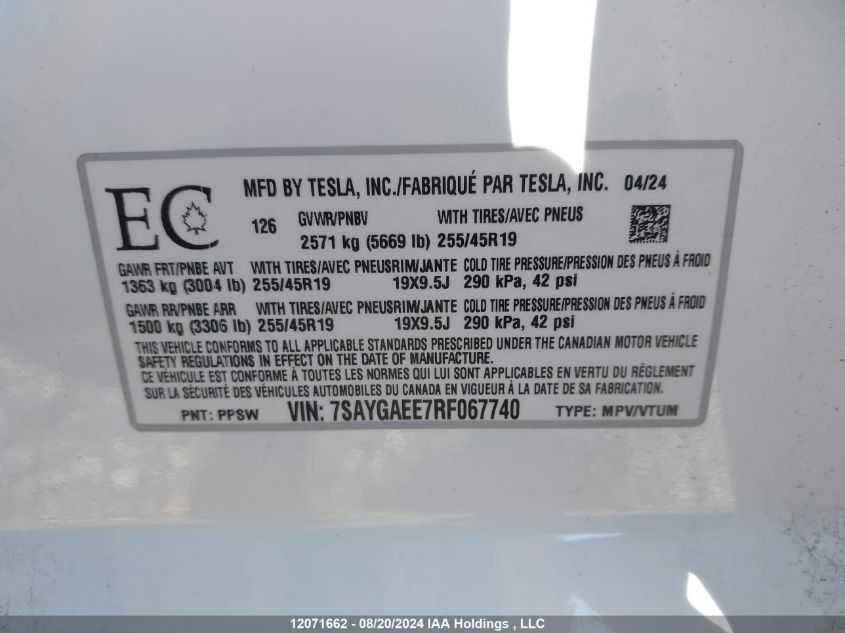 EC MFD BY TESLA, INC./FABRIQUÉ PAR TESLA, INC. 04/24
126 GVWR/PNBV WITH TIRES/AVEC PNEUS
2571 kg (5669 lb) 255/45R19
GAWR FRT/PNBE AVT WITH TIRES/AVEC PNEUS RIM/JANTE COLD TIRE PRESSURE/PRESSION DES PNEUS À FROID
1363 kg (3004 lb) 255/45R19 19X9.5J 290 kPa, 42 psi
GAWR RR/PNBE ARR WITH TIRES/AVEC PNEUS RIM/JANTE COLD TIRE PRESSURE/PRESSION DES PNEUS À FROID
1500 kg (3306 lb) 255/45R19 19X9.5J 290 kPa, 42 psi
THIS VEHICLE CONFORMS TO ALL APPLICABLE STANDARDS PRESCRIBED UNDER THE CANADIAN MOTOR VEHICLE
SAFETY REGULATIONS IN EFFECT ON THE DATE OF MANUFACTURE.
CE VÉHICULE EST CONFORME À TOUTES LES NORMES QUI LUI SONT APPLICABLES EN VERTU DU RÈGLEMENT
SUR LA SÉCURITÉ DES VÉHICULES AUTOMOBILES DU CANADA EN VIGUEUR À LA DATE DE SA FABRICATION.
PNT: PPSW VIN: 7SAYGAEE7RF067740 TYPE: MPV/VTUM
12071662 - 08/20/2024 IAA Holdings , LLC